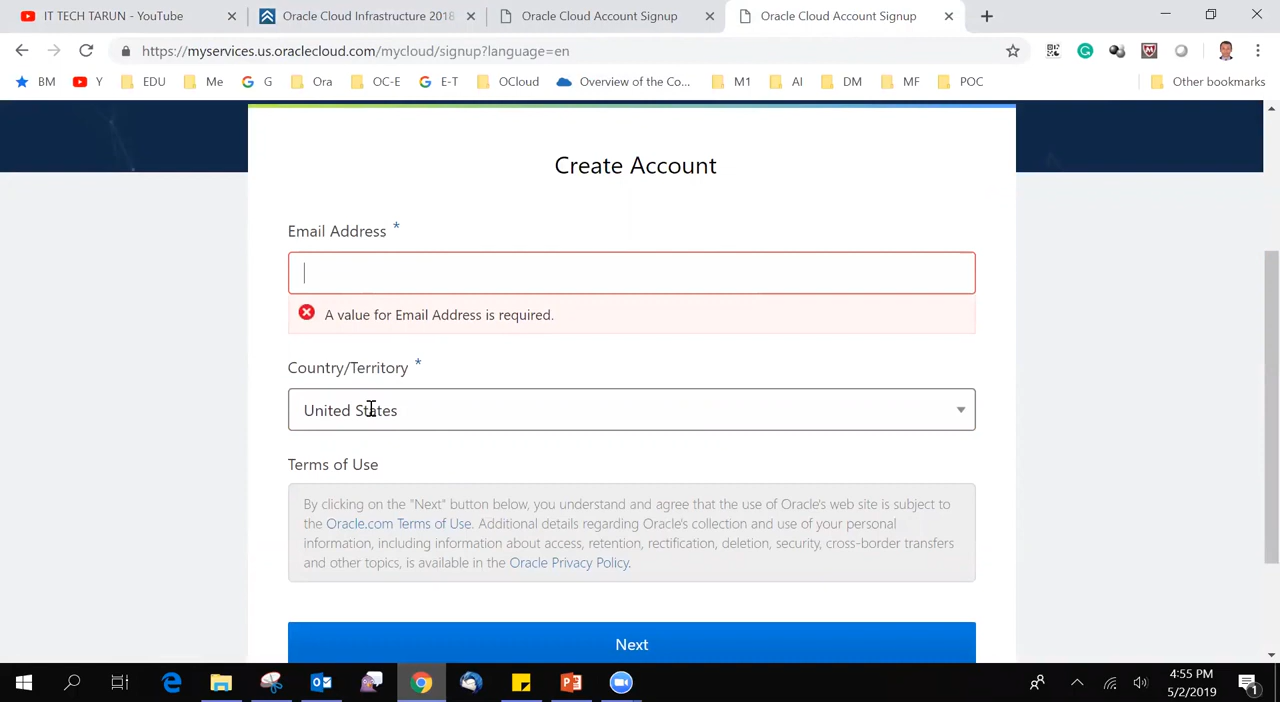 IT TECH TARUN - YouTube
Oracle Cloud Infrastructure 2018
Oracle Cloud Account Signup
Oracle Cloud Account Signup
https://myservices.us.oraclecloud.com/mycloud/signup?language=en
BM
Y
EDU
Me
G
Ora
OC-E
E-T
OCloud
Overview of the Co...
M1
AI
DM
MF
POC
Other bookmarks
Create Account
Email Address *
A value for Email Address is required.
Country/Territory *
United States
Terms of Use
By clicking on the "Next" button below, you understand and agree that the use of Oracle's web site is subject to
the Oracle.com Terms of Use. Additional details regarding Oracle's collection and use of your personal
information, including information about access, retention, rectification, deletion, security, cross-border transfers
and other topics, is available in the Oracle Privacy Policy.
Next
4:55 PM
5/2/2019
1